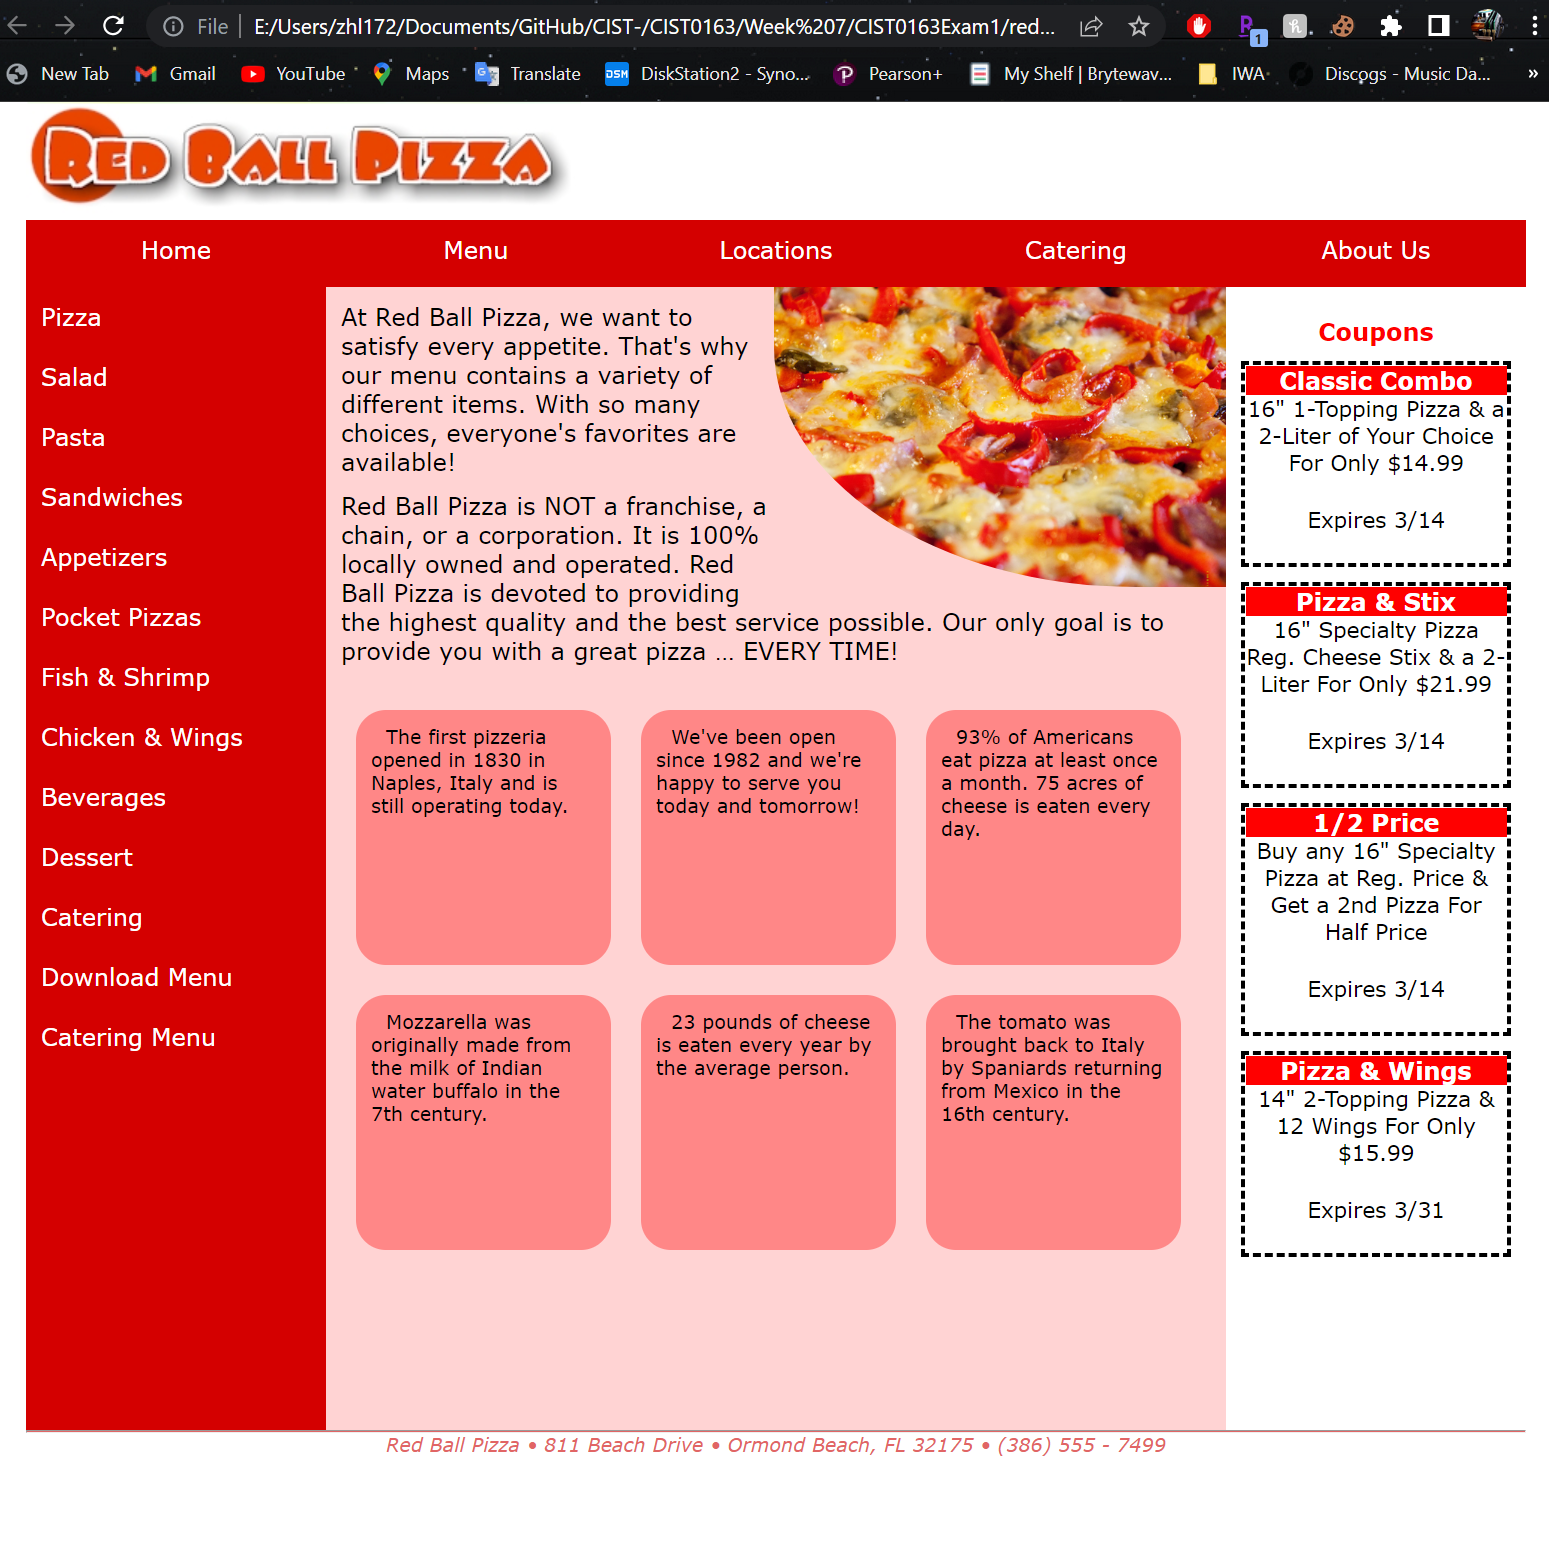 File | E:/Users/zhl172/Documents/GitHub/CIST-/CIST0163/Week%207/CIST0163Exam1/red...
1
New Tab Gmail YouTube Maps Translate DiskStation2 - Syno... Pearson+ My Shelf | Brytewav... IWA Discogs - Music Da... »
Red Ball Pizza
Home Menu Locations Catering About Us
Pizza
Salad
Pasta
Sandwiches
Appetizers
Pocket Pizzas
Fish & Shrimp
Chicken & Wings
Beverages
Dessert
Catering
Download Menu
Catering Menu
At Red Ball Pizza, we want to
satisfy every appetite. That's why
our menu contains a variety of
different items. With so many
choices, everyone's favorites are
available!
Red Ball Pizza is NOT a franchise, a
chain, or a corporation. It is 100%
locally owned and operated. Red
Ball Pizza is devoted to providing
the highest quality and the best service possible. Our only goal is to
provide you with a great pizza ... EVERY TIME!
The first pizzeria
opened in 1830 in
Naples, Italy and is
still operating today.
We've been open
since 1982 and we're
happy to serve you
today and tomorrow!
93% of Americans
eat pizza at least once
a month. 75 acres of
cheese is eaten every
day.
Mozzarella was
originally made from
the milk of Indian
water buffalo in the
7th century.
23 pounds of cheese
is eaten every year by
the average person.
The tomato was
brought back to Italy
by Spaniards returning
from Mexico in the
16th century.
Coupons
Classic Combo
16" 1-Topping Pizza & a
2-Liter of Your Choice
For Only $14.99
Expires 3/14
Pizza & Stix
16" Specialty Pizza
Reg. Cheese Stix & a 2-
Liter For Only $21.99
Expires 3/14
1/2 Price
Buy any 16" Specialty
Pizza at Reg. Price &
Get a 2nd Pizza For
Half Price
Expires 3/14
Pizza & Wings
14" 2-Topping Pizza &
12 Wings For Only
$15.99
Expires 3/31
Red Ball Pizza • 811 Beach Drive • Ormond Beach, FL 32175 • (386) 555 - 7499